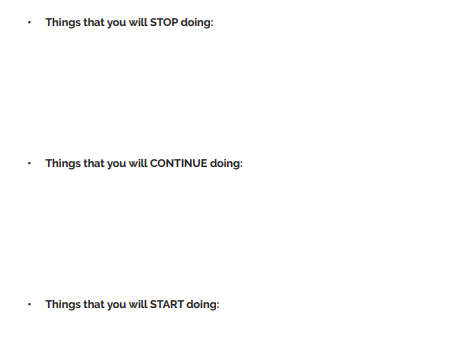 • Things that you will STOP doing:
• Things that you will CONTINUE doing:
• Things that you will START doing: